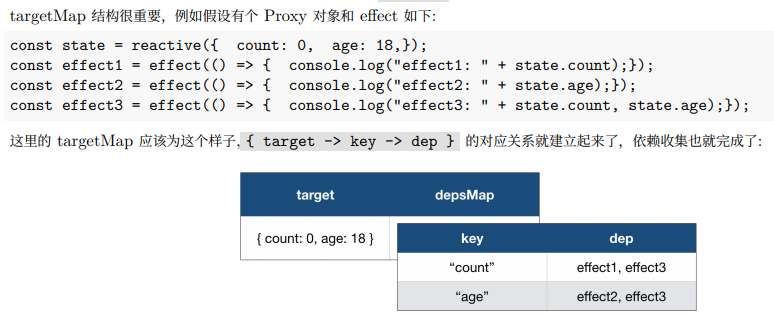 targetMap 结构很重要，例如假设有个 Proxy 对象和 effect 如下:
const state = reactive({  count: 0,  age: 18,});
const effect1 = effect(() => {  console.log("effect1: " + state.count);});
const effect2 = effect(() => {  console.log("effect2: " + state.age);});
const effect3 = effect(() => {  console.log("effect3: " + state.count, state.age);});
这里的 targetMap 应该为这个样子, { target -> key -> dep } 的对应关系就建立起来了，依赖收集也就完成了:
target depsMap
{ count: 0, age: 18 }
key dep
“count” effect1, effect3
“age” effect2, effect3